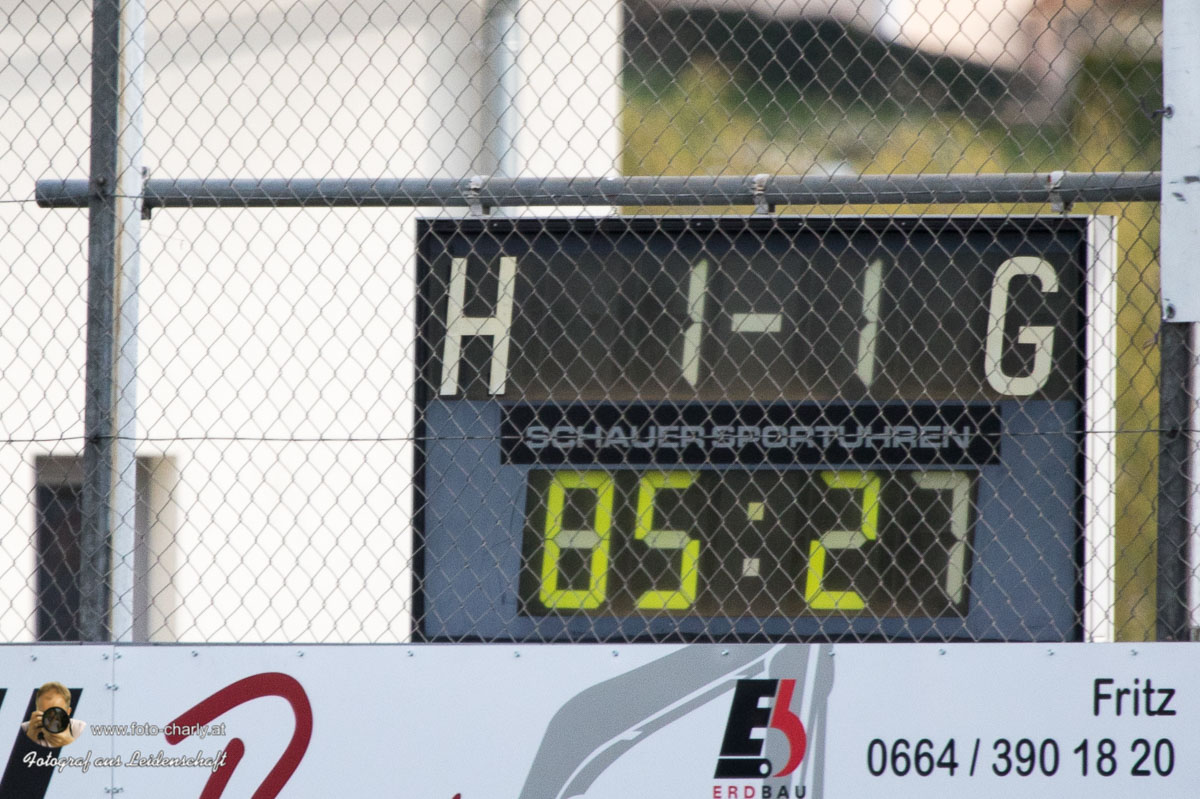 H 1-1 G
SCHAUER SPORTUHREN
85:27
Fritz
0664 / 390 18 20
ERDBAU
www.foto-charly.at
Fotograf aus Leidenschaft